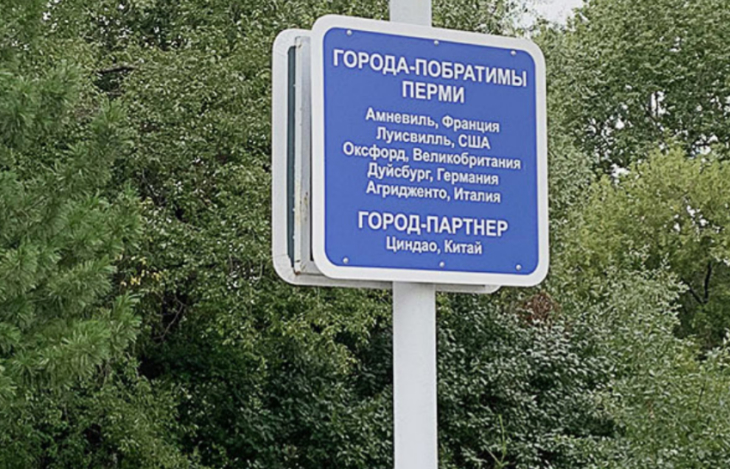 ГОРОДА-ПОБРАТИМЫ
ПЕРМИ
Амневиль, Франция
Луисвилль, США
Оксфорд, Великобритания
Дуйсбург, Германия
Агридженто, Италия
ГОРОД-ПАРТНЕР
Циндао, Китай